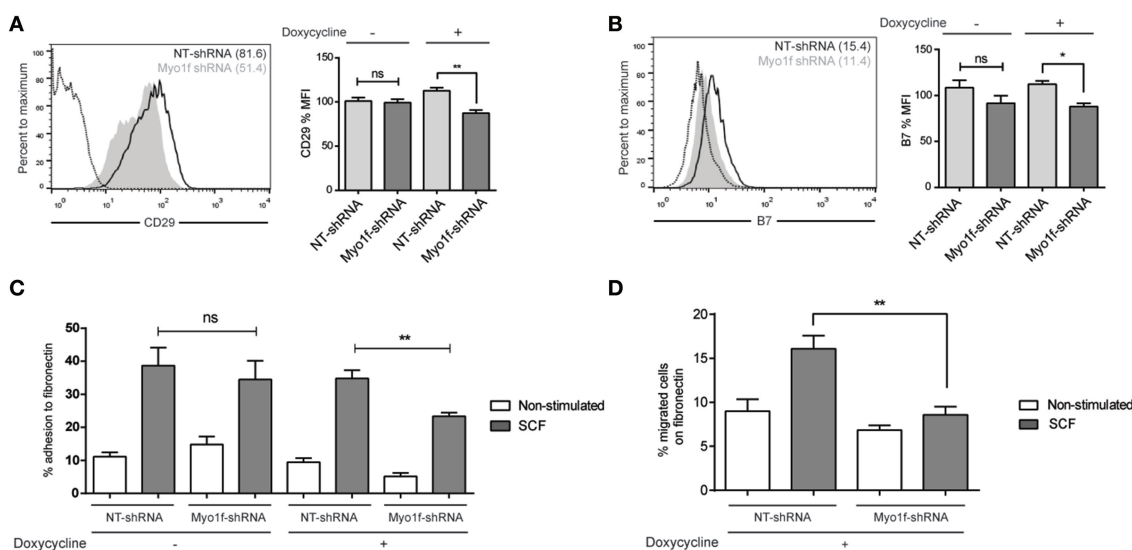 A
Doxycycline - +
NT-shRNA (81.6)
Myo1f shRNA (51.4)
Percent to maximum
100
80
60
40
20
0
10⁰ 10¹ 10² 10³ 10⁴
CD29
CD29 % MFI
150
100
50
0
ns
**
NT-shRNA
Myo1f-shRNA
NT-shRNA
Myo1f-shRNA
B
Doxycycline - +
NT-shRNA (15.4)
Myo1f shRNA (11.4)
Percent to maximum
100
80
60
40
20
0
10⁰ 10¹ 10² 10³ 10⁴
B7
B7 % MFI
150
100
50
0
ns
*
NT-shRNA
Myo1f-shRNA
NT-shRNA
Myo1f-shRNA
C
% adhesion to fibronectin
50
40
30
20
10
0
ns
**
Non-stimulated
SCF
NT-shRNA Myo1f-shRNA NT-shRNA Myo1f-shRNA
Doxycycline - +
D
% migrated cells
on fibronectin
20
15
10
5
0
**
Non-stimulated
SCF
NT-shRNA Myo1f-shRNA
Doxycycline +